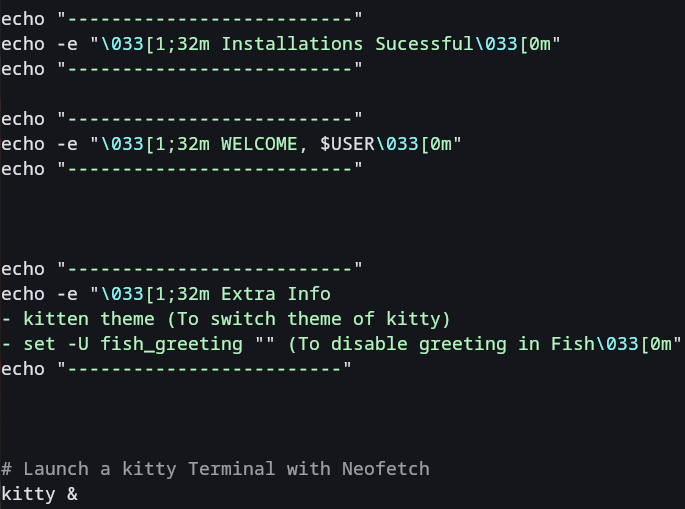 echo "--------------------------"
echo -e "\033[1;32m Installations Sucessful\033[0m"
echo "--------------------------"
echo "--------------------------"
echo -e "\033[1;32m WELCOME, $USER\033[0m"
echo "--------------------------"
echo "--------------------------"
echo -e "\033[1;32m Extra Info
- kitten theme (To switch theme of kitty)
- set -U fish_greeting "" (To disable greeting in Fish\033[0m"
echo "-------------------------"
# Launch a kitty Terminal with Neofetch
kitty &